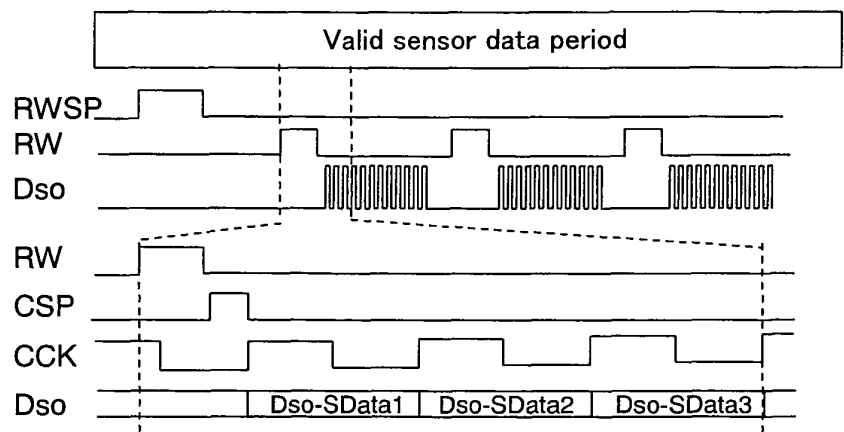 Valid sensor data period
RWSP
RW
Dso
RW
CSP
CCK
Dso Dso-SData1 Dso-SData2 Dso-SData3